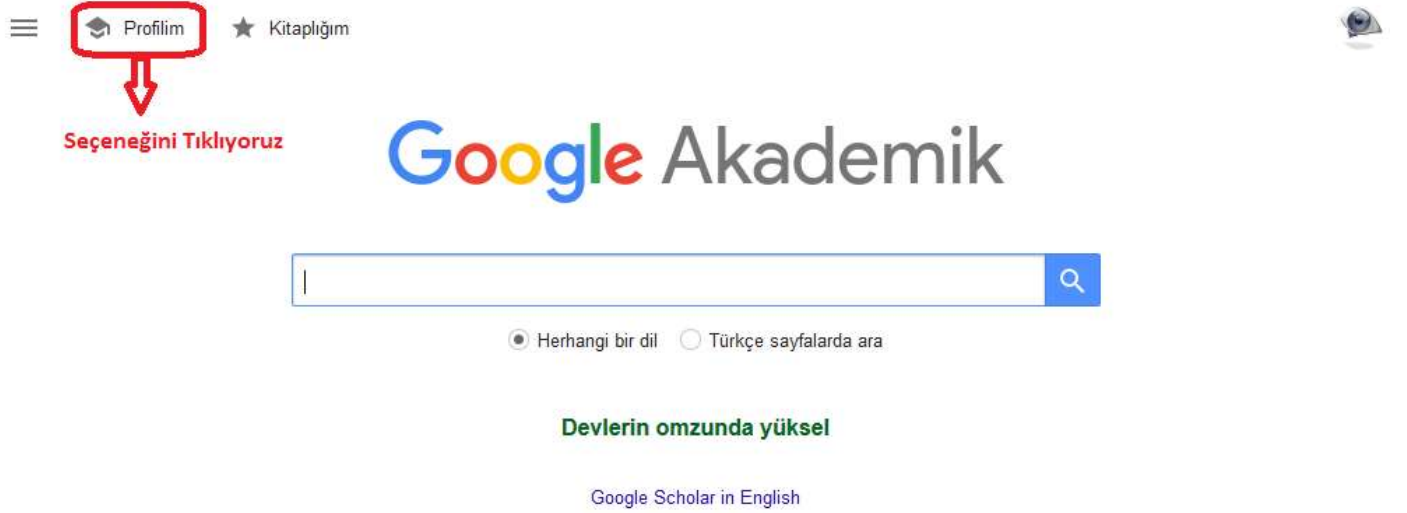 Profilim
Kitaplığım
Seçeneğini Tıklıyoruz
Google Akademik
Herhangi bir dil
Türkçe sayfalarda ara
Devlerin omzunda yüksel
Google Scholar in English